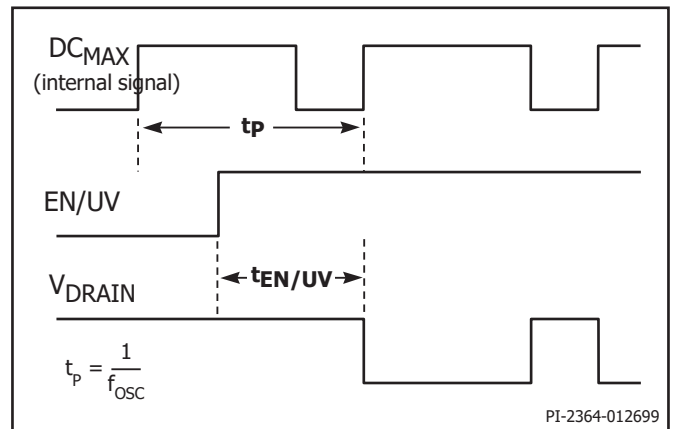 DCMAX
(internal signal)
tP
EN/UV
tEN/UV
VDRAIN
tP = 1/fOSC
PI-2364-012699